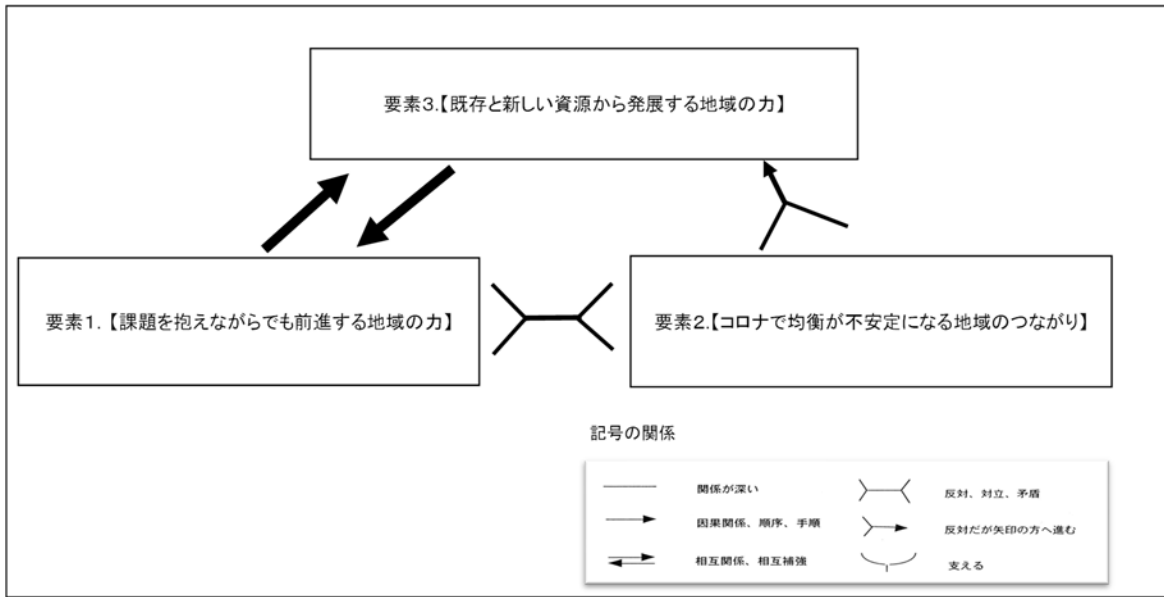 要素3.【既存と新しい資源から発展する地域の力】
要素1. 【課題を抱えながらでも前進する地域の力】
要素2.【コロナで均衡が不安定になる地域のつながり】
記号の関係
関係が深い
反対、対立、矛盾
因果関係、順序、手順
反対だが矢印の方へ進む
相互関係、相互補強
支える